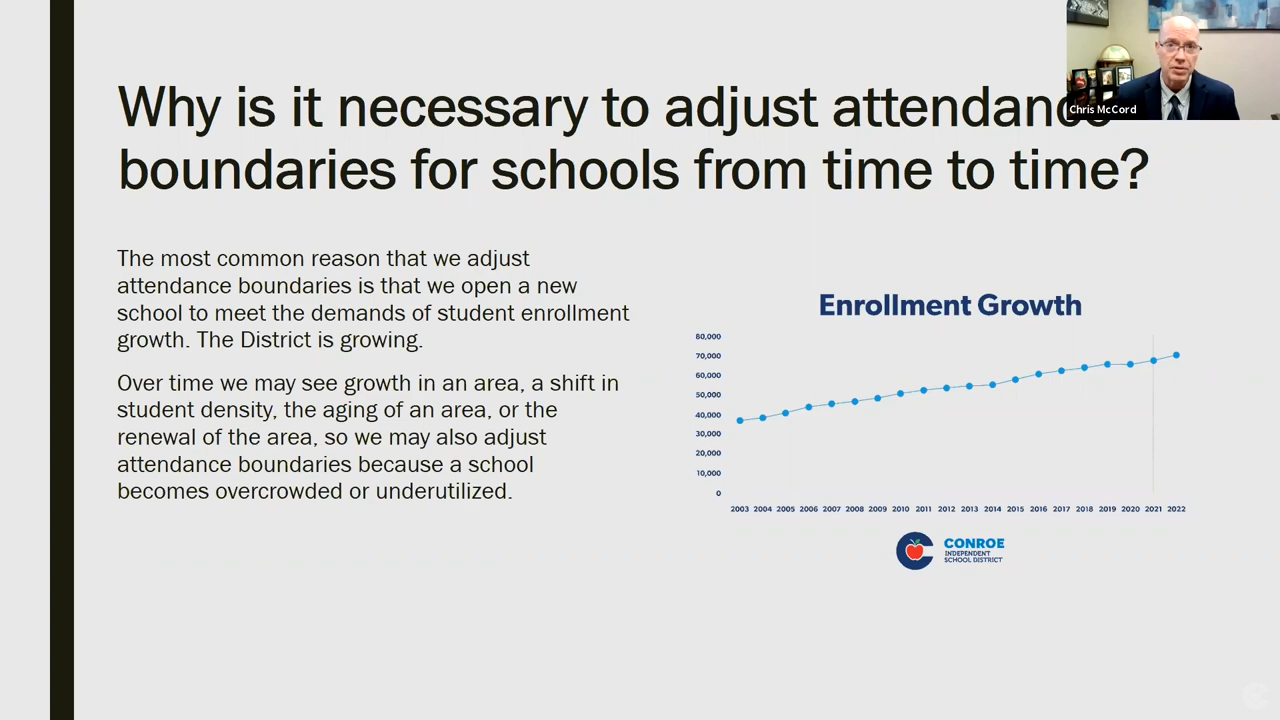 Why is it necessary to adjust attendance
boundaries for schools from time to time?
Chris McCord
The most common reason that we adjust
attendance boundaries is that we open a new
school to meet the demands of student enrollment
growth. The District is growing.
Over time we may see growth in an area, a shift in
student density, the aging of an area, or the
renewal of the area, so we may also adjust
attendance boundaries because a school
becomes overcrowded or underutilized.
Enrollment Growth
80,000
70,000
60,000
50,000
40,000
30,000
20,000
10,000
0
2003 2004 2005 2006 2007 2008 2009 2010 2011 2012 2013 2014 2015 2016 2017 2018 2019 2020 2021 2022
CONROE
INDEPENDENT
SCHOOL DISTRICT